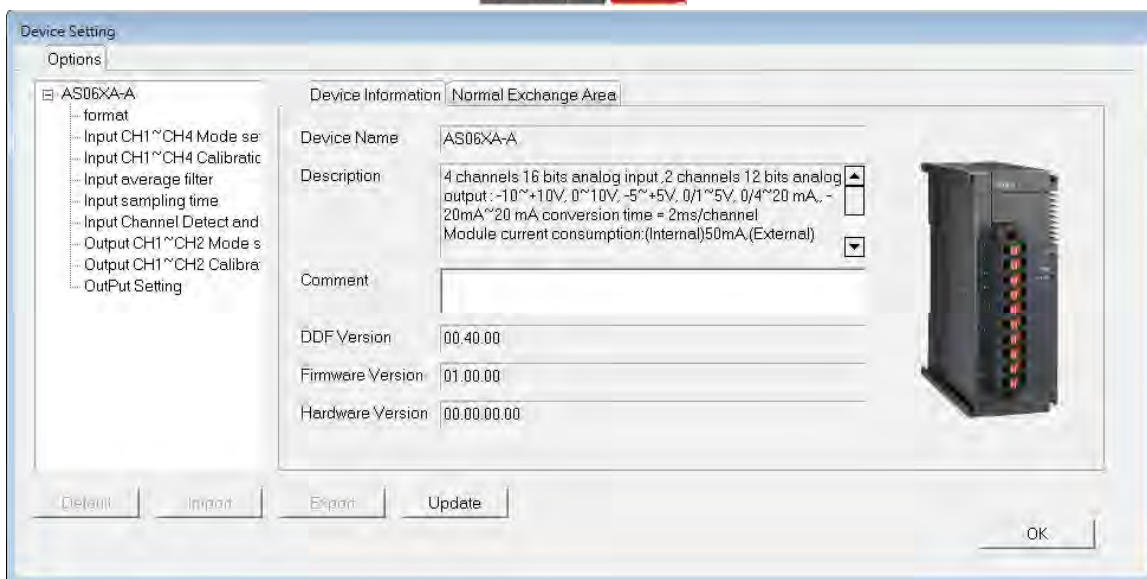 Device Setting
Options
AS06XA-A
format
Input CH1~CH4 Mode se
Input CH1~CH4 Calibratic
Input average filter
Input sampling time
Input Channel Detect and
Output CH1~CH2 Mode s
Output CH1~CH2 Calibra
OutPut Setting
Device Information Normal Exchange Area
Device Name AS06XA-A
Description 4 channels 16 bits analog input ,2 channels 12 bits analog
output : -10~+10V, 0~10V, -5~+5V, 0/1~5V, 0/4~20 mA,, -
20mA~20 mA conversion time = 2ms/channel
Module current consumption:(Internal)50mA,(External)
Comment
DDF Version 00.40.00
Firmware Version 01.00.00
Hardware Version 00.00.00.00
Default Import Export Update
OK